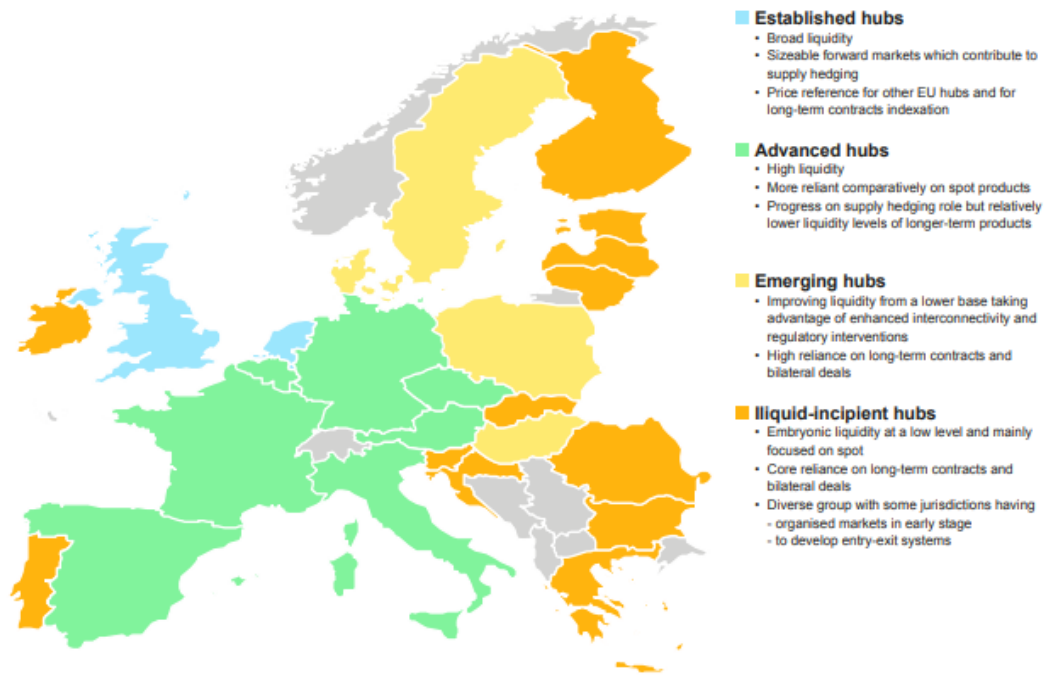 Established hubs
▪ Broad liquidity
▪ Sizeable forward markets which contribute to
supply hedging
▪ Price reference for other EU hubs and for
long-term contracts indexation
Advanced hubs
▪ High liquidity
▪ More reliant comparatively on spot products
▪ Progress on supply hedging role but relatively
lower liquidity levels of longer-term products
Emerging hubs
▪ Improving liquidity from a lower base taking
advantage of enhanced interconnectivity and
regulatory interventions
▪ High reliance on long-term contracts and
bilateral deals
Iliquid-incipient hubs
▪ Embryonic liquidity at a low level and mainly
focused on spot
▪ Core reliance on long-term contracts and
bilateral deals
▪ Diverse group with some jurisdictions having
- organised markets in early stage
- to develop entry-exit systems